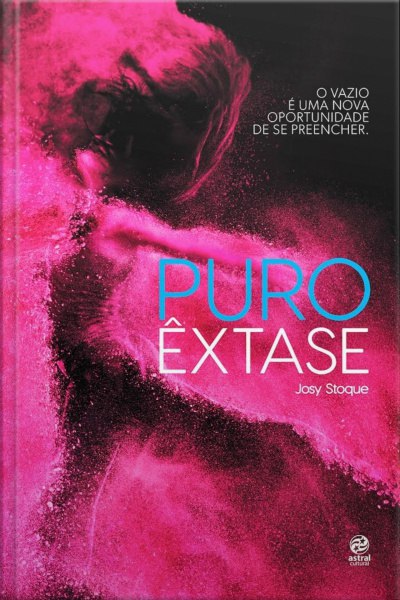 O VAZIO
É UMA NOVA
OPORTUNIDADE
DE SE PREENCHER.
PURO
ÊXTASE
Josy Stoque
astral
cultural